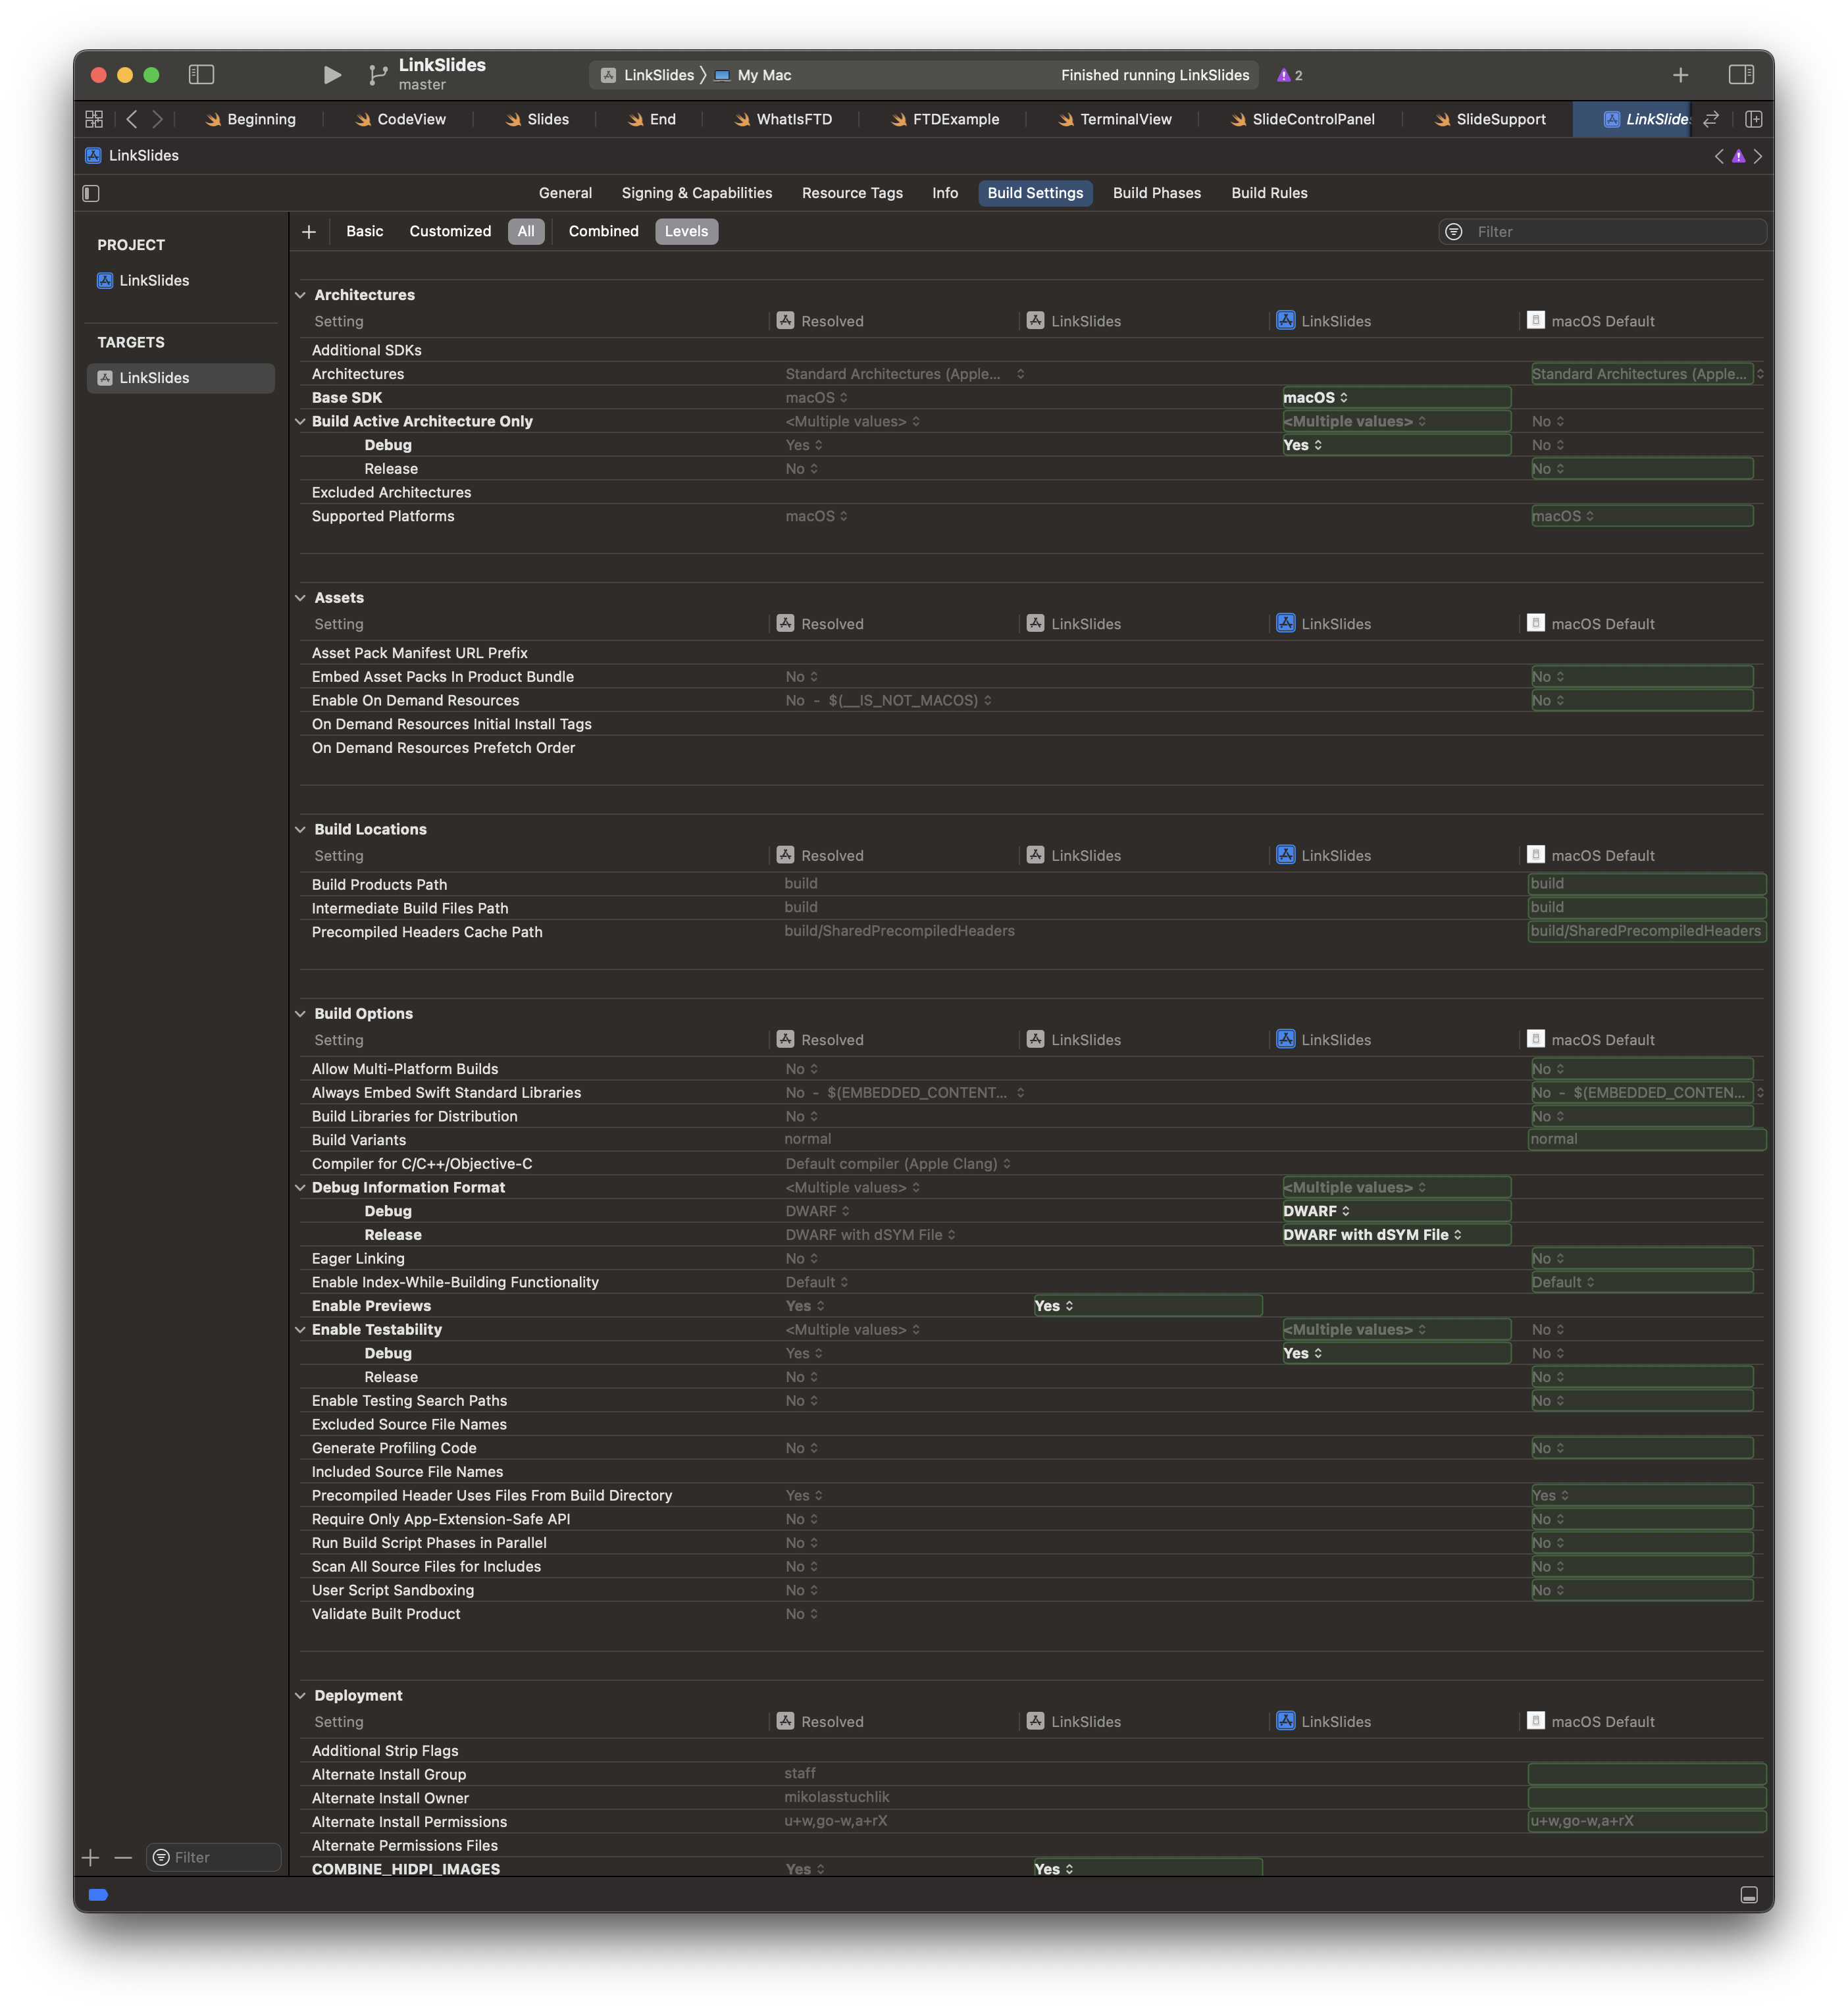 LinkSlides
master
LinkSlides 〉 My Mac Finished running LinkSlides 2
Beginning CodeView Slides End WhatIsFTD FTDExample TerminalView SlideControlPanel SlideSupport LinkSlide
LinkSlides
General Signing & Capabilities Resource Tags Info Build Settings Build Phases Build Rules
PROJECT
LinkSlides
TARGETS
LinkSlides
Filter
Basic Customized All Combined Levels Filter
Architectures
Setting Resolved LinkSlides LinkSlides macOS Default
Additional SDKs
Architectures Standard Architectures (Apple... Standard Architectures (Apple...
Base SDK macOS macOS
Build Active Architecture Only <Multiple values> <Multiple values> No
Debug Yes Yes No
Release No No
Excluded Architectures
Supported Platforms macOS macOS
Assets
Setting Resolved LinkSlides LinkSlides macOS Default
Asset Pack Manifest URL Prefix
Embed Asset Packs In Product Bundle No No
Enable On Demand Resources No - $(__IS_NOT_MACOS) No
On Demand Resources Initial Install Tags
On Demand Resources Prefetch Order
Build Locations
Setting Resolved LinkSlides LinkSlides macOS Default
Build Products Path build build
Intermediate Build Files Path build build
Precompiled Headers Cache Path build/SharedPrecompiledHeaders build/SharedPrecompiledHeaders
Build Options
Setting Resolved LinkSlides LinkSlides macOS Default
Allow Multi-Platform Builds No No
Always Embed Swift Standard Libraries No - $(EMBEDDED_CONTENT... No - $(EMBEDDED_CONTEN...
Build Libraries for Distribution No No
Build Variants normal normal
Compiler for C/C++/Objective-C Default compiler (Apple Clang)
Debug Information Format <Multiple values> <Multiple values>
Debug DWARF DWARF
Release DWARF with dSYM File DWARF with dSYM File
Eager Linking No No
Enable Index-While-Building Functionality Default Default
Enable Previews Yes Yes
Enable Testability <Multiple values> <Multiple values> No
Debug Yes Yes No
Release No No
Enable Testing Search Paths No No
Excluded Source File Names
Generate Profiling Code No No
Included Source File Names
Precompiled Header Uses Files From Build Directory Yes Yes
Require Only App-Extension-Safe API No No
Run Build Script Phases in Parallel No No
Scan All Source Files for Includes No No
User Script Sandboxing No No
Validate Built Product No
Deployment
Setting Resolved LinkSlides LinkSlides macOS Default
Additional Strip Flags
Alternate Install Group staff
Alternate Install Owner mikolasstuchlik
Alternate Install Permissions u+w,go-w,a+rX u+w,go-w,a+rX
Alternate Permissions Files
COMBINE_HIDPI_IMAGES Yes Yes